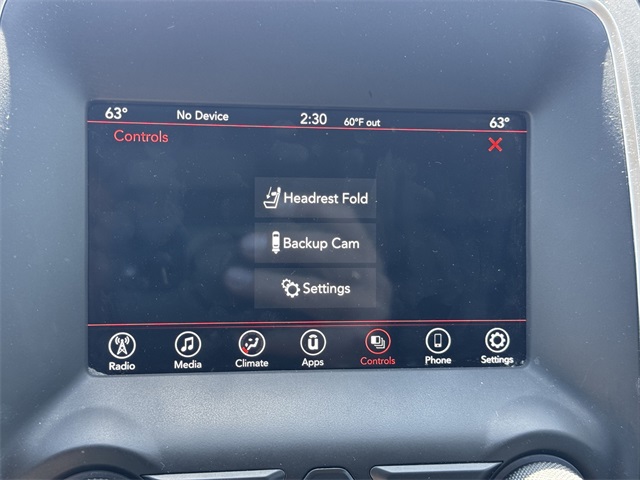 63° No Device 2:30 60°F out 63°
Controls
Headrest Fold
Backup Cam
Settings
Radio Media Climate Apps Controls Phone Settings